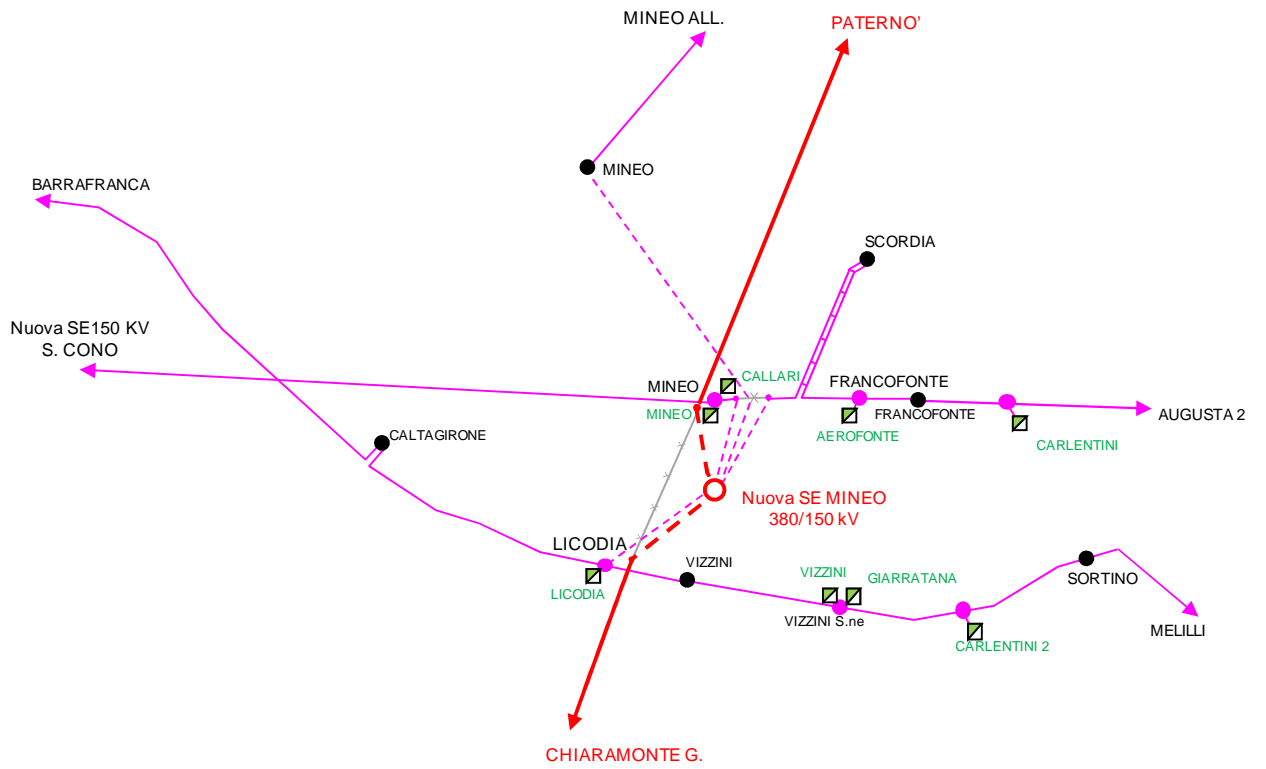 MINEO ALL.
PATERNO’
MINEO
BARRAFRANCA
SCORDIA
Nuova SE150 KV
S. CONO
MINEO
CALLARI
FRANCOFONTE
MINEO
FRANCOFONTE
AUGUSTA 2
CALTAGIRONE
AEROFONTE
CARLENTINI
Nuova SE MINEO
380/150 kV
LICODIA
VIZZINI
VIZZINI
GIARRATANA
SORTINO
LICODIA
VIZZINI S.ne
MELILLI
CARLENTINI 2
CHIARAMONTE G.